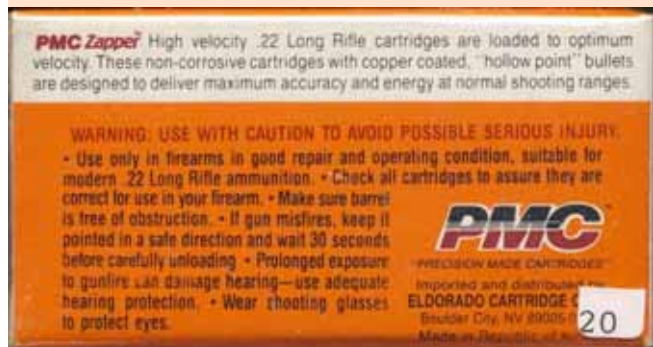 PMC Zapper High velocity .22 Long Rifle cartridges are loaded to optimum
velocity. These non-corrosive cartridges with copper coated, "hollow point" bullets
are designed to deliver maximum accuracy and energy at normal shooting ranges.
WARNING: USE WITH CAUTION TO AVOID POSSIBLE SERIOUS INJURY.
• Use only in firearms in good repair and operating condition, suitable for
modern .22 Long Rifle ammunition. • Check all cartridges to assure they are
correct for use in your firearm. • Make sure barrel
is free of obstruction. • If gun misfires, keep it
pointed in a safe direction and wait 30 seconds
before carefully unloading • Prolonged exposure
to gunfire can damage hearing—use adequate
hearing protection. • Wear shooting glasses
to protect eyes.
PMC
"PRECISION MADE CARTRIDGES"
Imported and distributed by
ELDORADO CARTRIDGE
Boulder City, NV
Made in Republic of
20